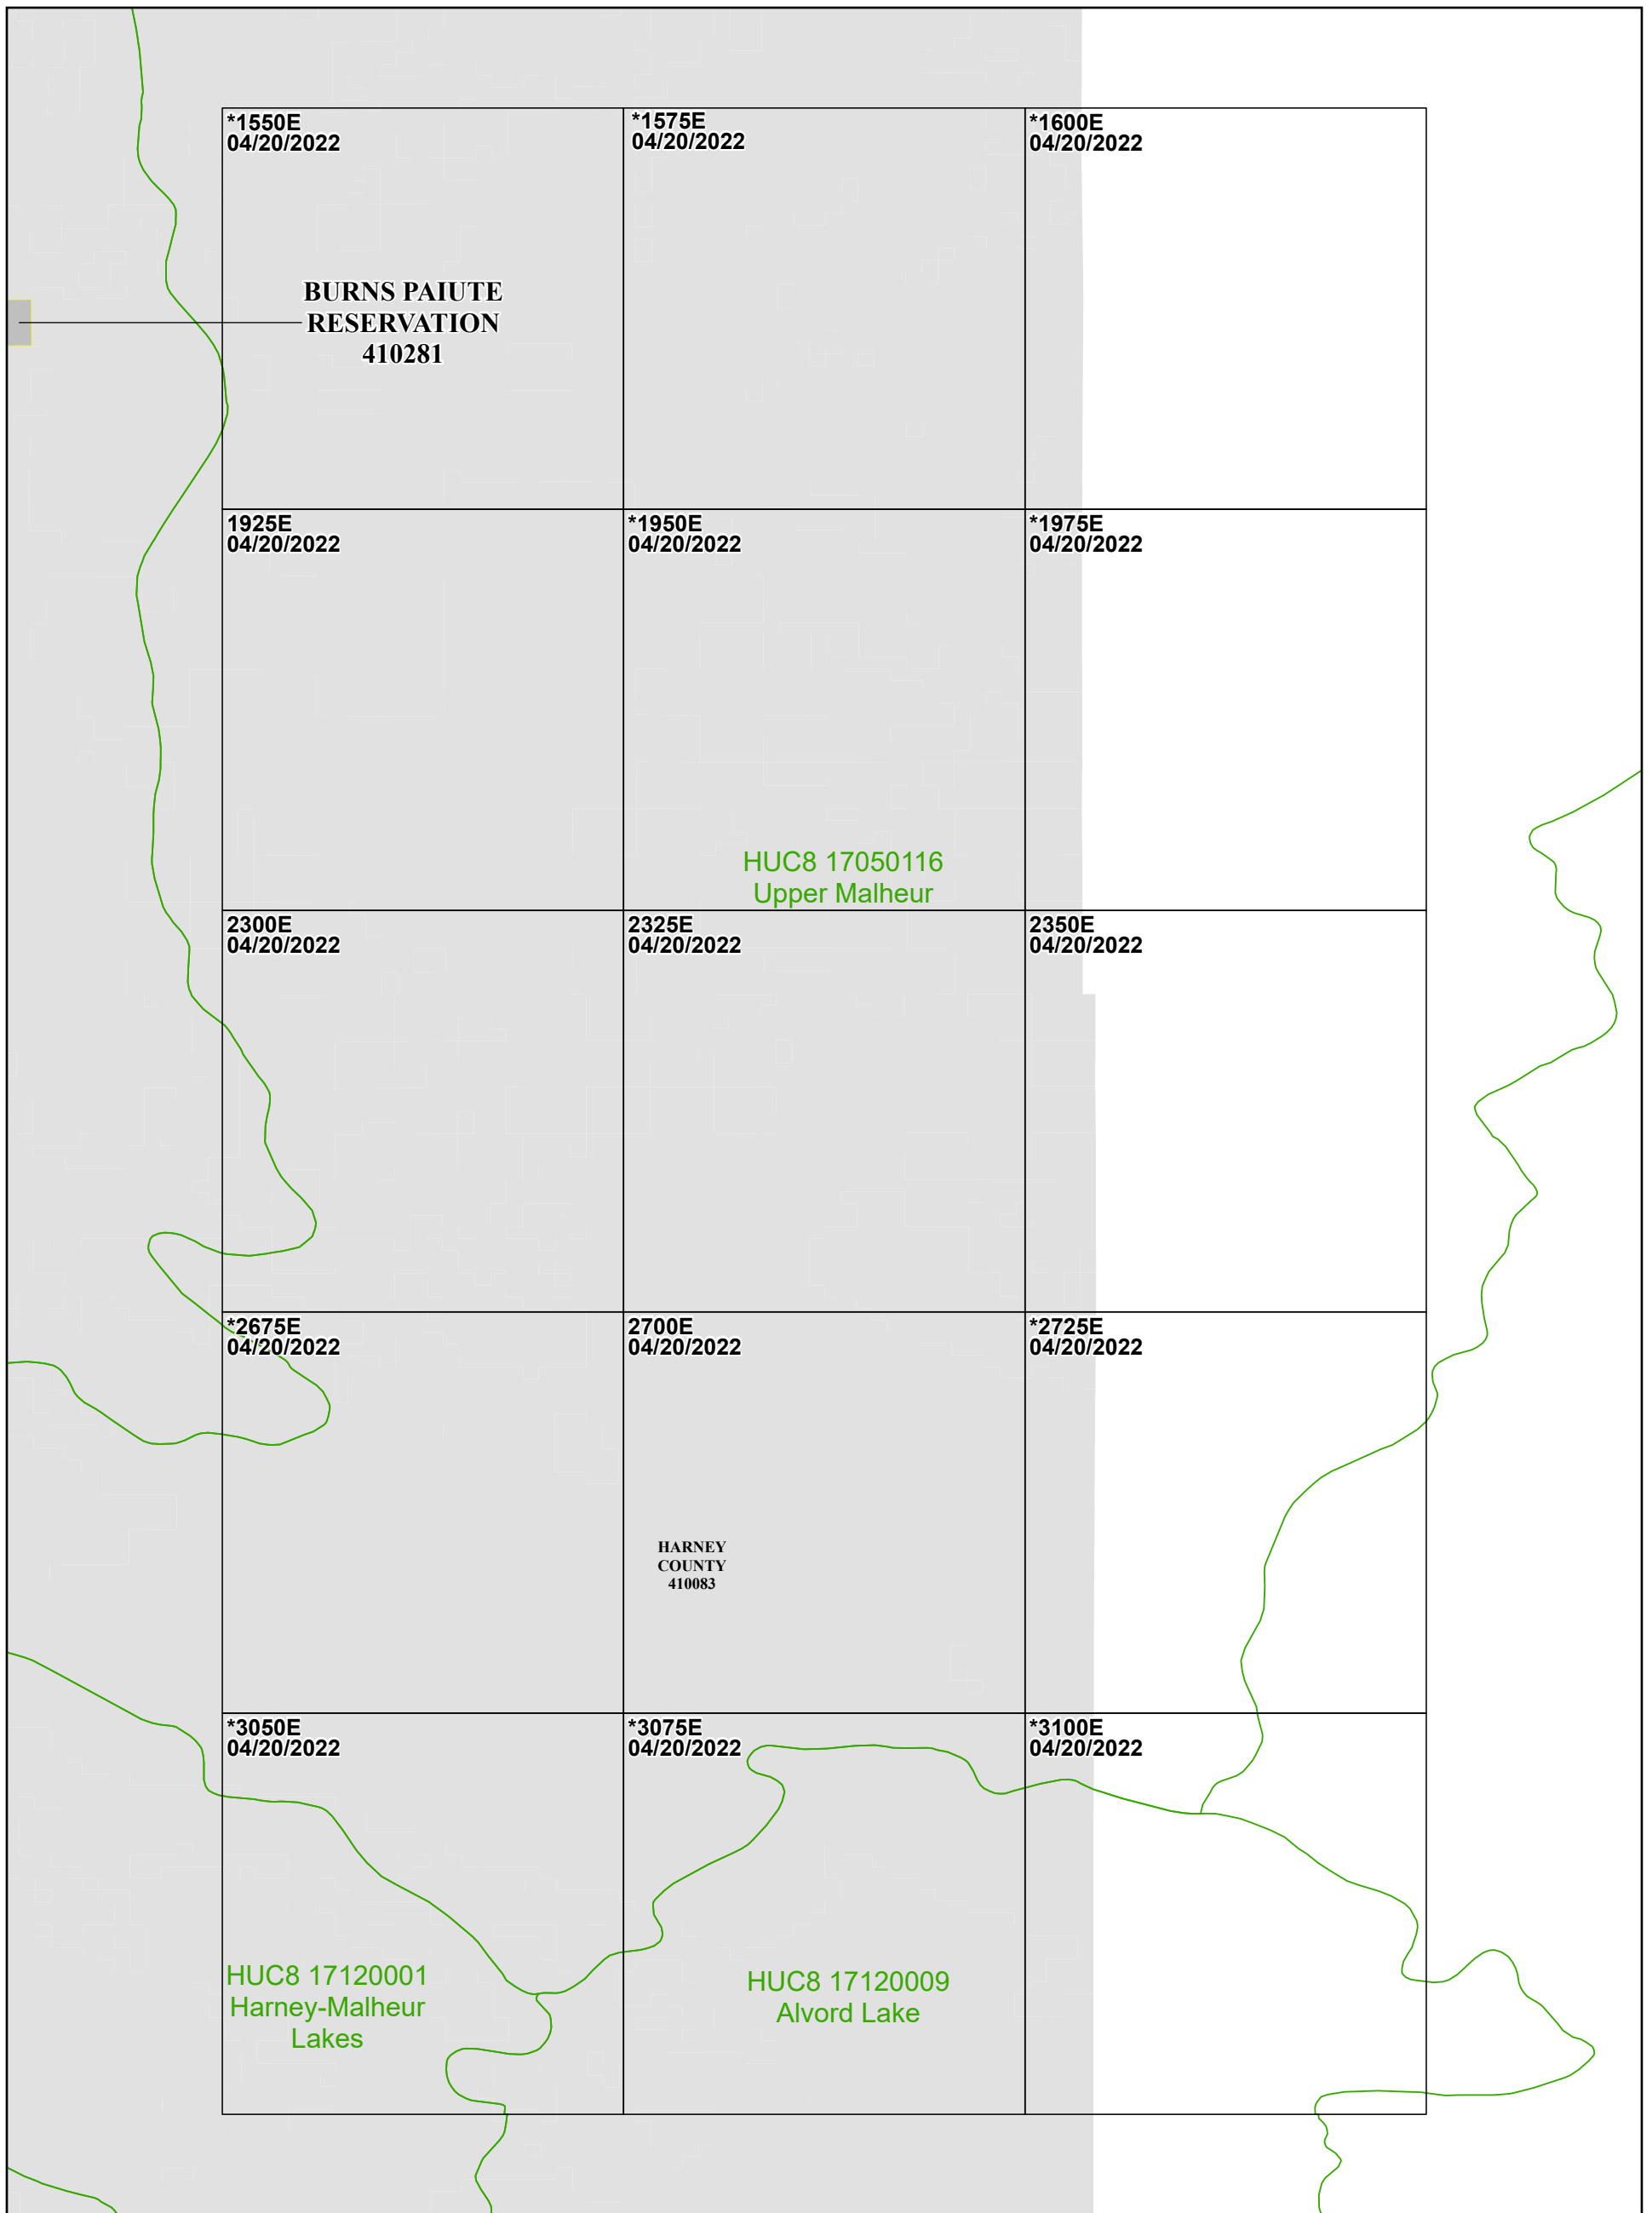 *1550E
04/20/2022
*1575E
04/20/2022
*1600E
04/20/2022
BURNS PAIUTE
RESERVATION
410281
1925E
04/20/2022
*1950E
04/20/2022
*1975E
04/20/2022
HUC8 17050116
Upper Malheur
2300E
04/20/2022
2325E
04/20/2022
2350E
04/20/2022
*2675E
04/20/2022
2700E
04/20/2022
*2725E
04/20/2022
HARNEY
COUNTY
410083
*3050E
04/20/2022
*3075E
04/20/2022
*3100E
04/20/2022
HUC8 17120001
Harney-Malheur
Lakes
HUC8 17120009
Alvord Lake